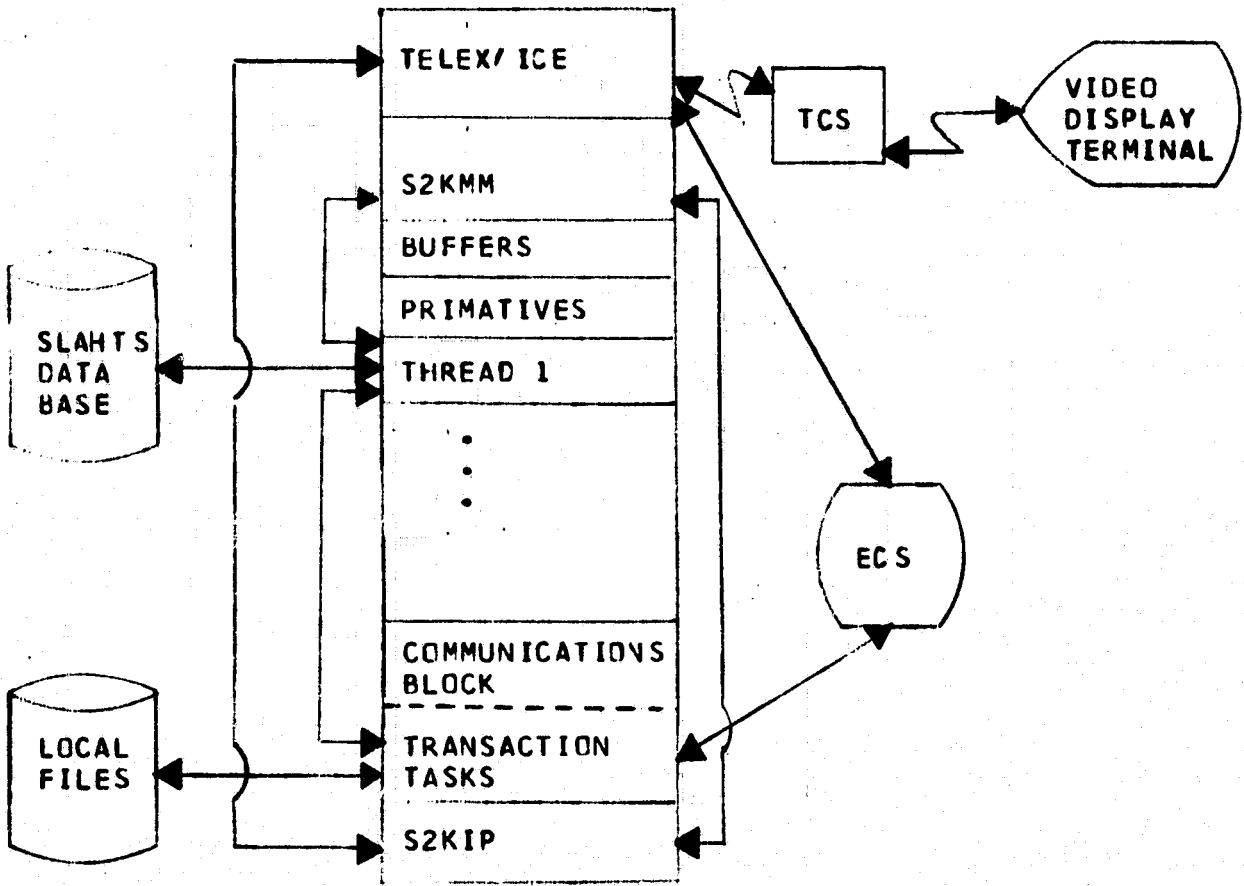 TELEX/ ICE
TCS
VIDEO
DISPLAY
TERMINAL
S2KMM
BUFFERS
PRIMATIVES
SLAHTS
DATA
BASE
THREAD 1
ECS
COMMUNICATIONS
BLOCK
LOCAL
FILES
TRANSACTION
TASKS
S2KIP